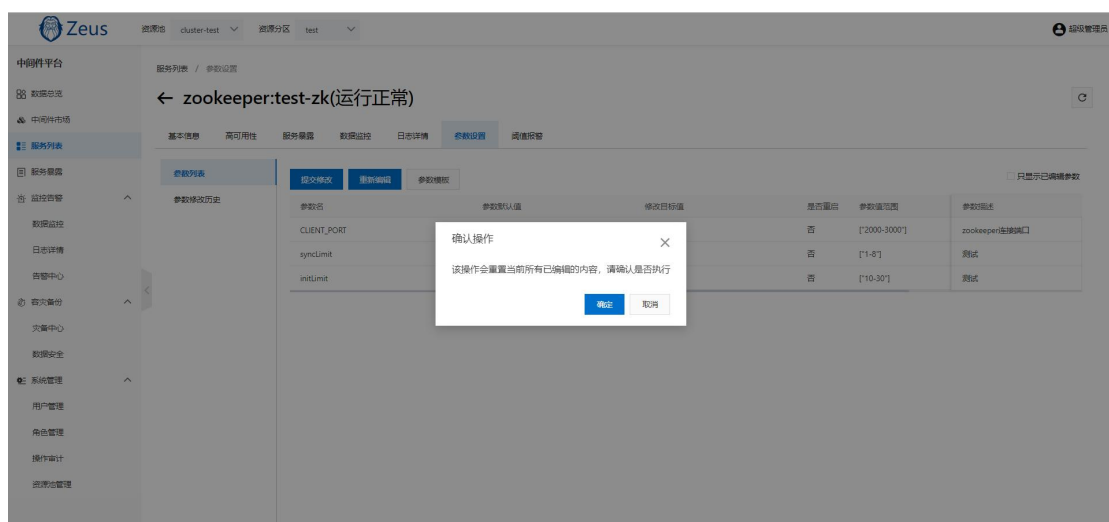 Zeus 资源池 cluster-test 资源分区 test 超级管理员
中间件平台
服务列表 / 参数设置
数据总览
← zookeeper:test-zk(运行正常)
中间件市场
基本信息 高可用性 服务暴露 数据监控 日志详情 参数设置 阈值报警
服务列表
服务暴露
参数列表
提交修改 重新编辑 参数模板 只显示已编辑参数
监控告警
参数修改历史
参数名 参数默认值 修改目标值 是否重启 参数值范围 参数描述
数据监控
CLIENT_PORT 否 ["2000-3000"] zookeeper连接端口
日志详情
syncLimit 否 ["1-8"] 测试
告警中心
initLimit 否 ["10-30"] 测试
确认操作
该操作会重置当前所有已编辑的内容，请确认是否执行
确定 取消
容灾备份
灾备中心
数据安全
系统管理
用户管理
角色管理
操作审计
资源池管理